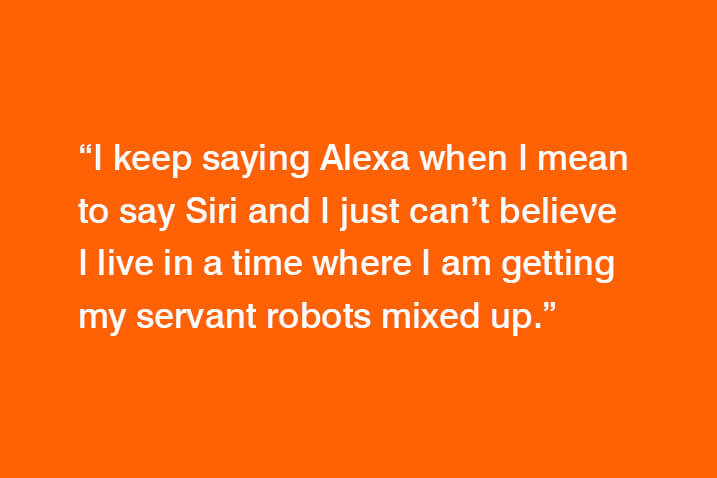 “I keep saying Alexa when I mean
to say Siri and I just can’t believe
I live in a time where I am getting
my servant robots mixed up.”